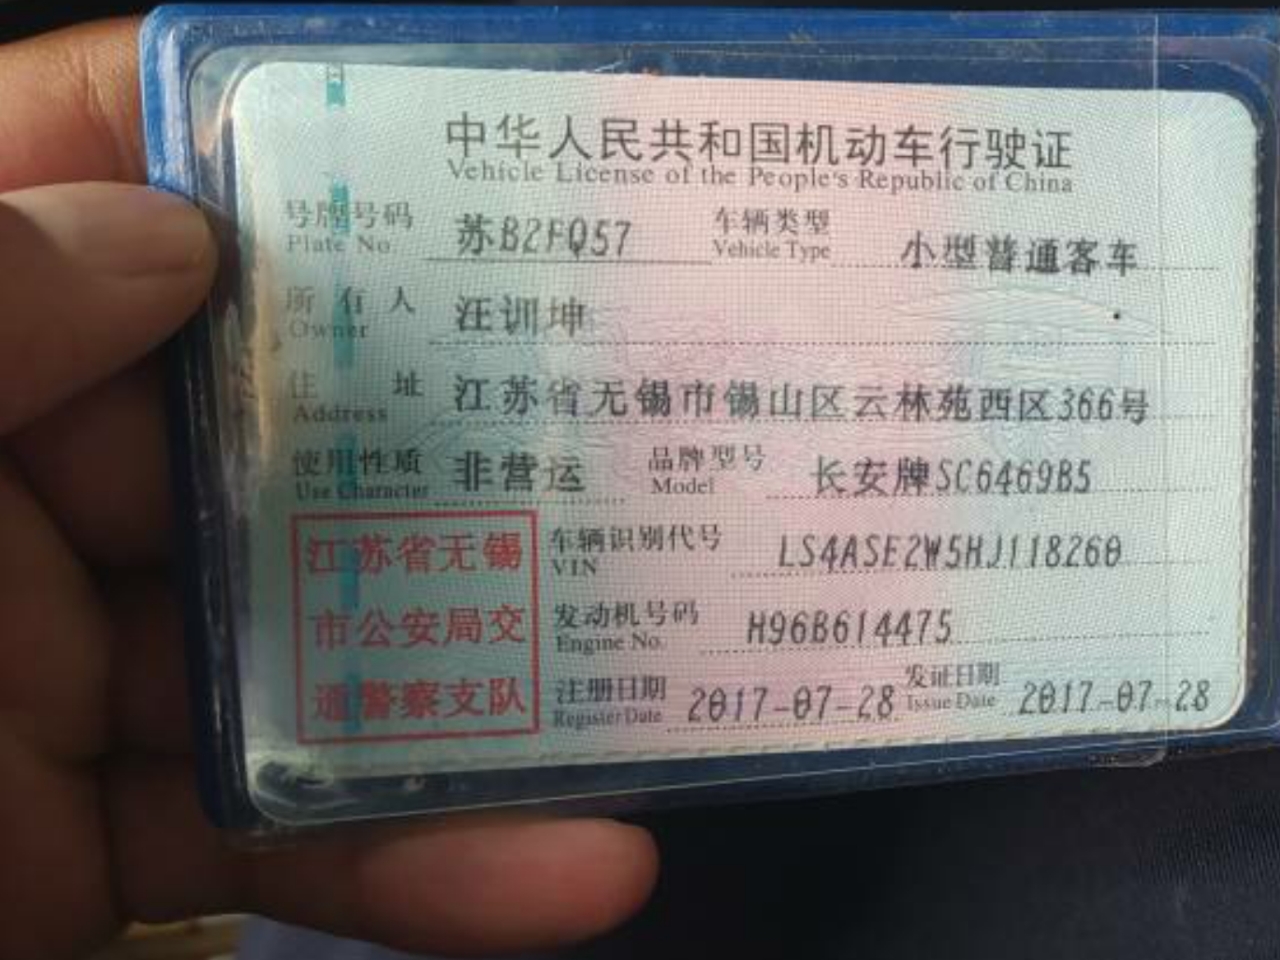 中华人民共和国机动车行驶证
Vehicle License of the People's Republic of China
号牌号码 苏B2FQ57 车辆类型 小型普通客车
Plate No. Vehicle Type
所有人 汪训坤
Owner
住址 江苏省无锡市锡山区云林苑西区366号
Address
使用性质 非营运 品牌型号 长安牌SC6469B5
Use Character Model
江苏省无锡 车辆识别代号 LS4ASE2W5HJ118260
VIN
市公安局交 发动机号码 H96B614475
Engine No.
通警察支队 注册日期 2017-07-28 发证日期 2017-07-28
Register Date Issue Date